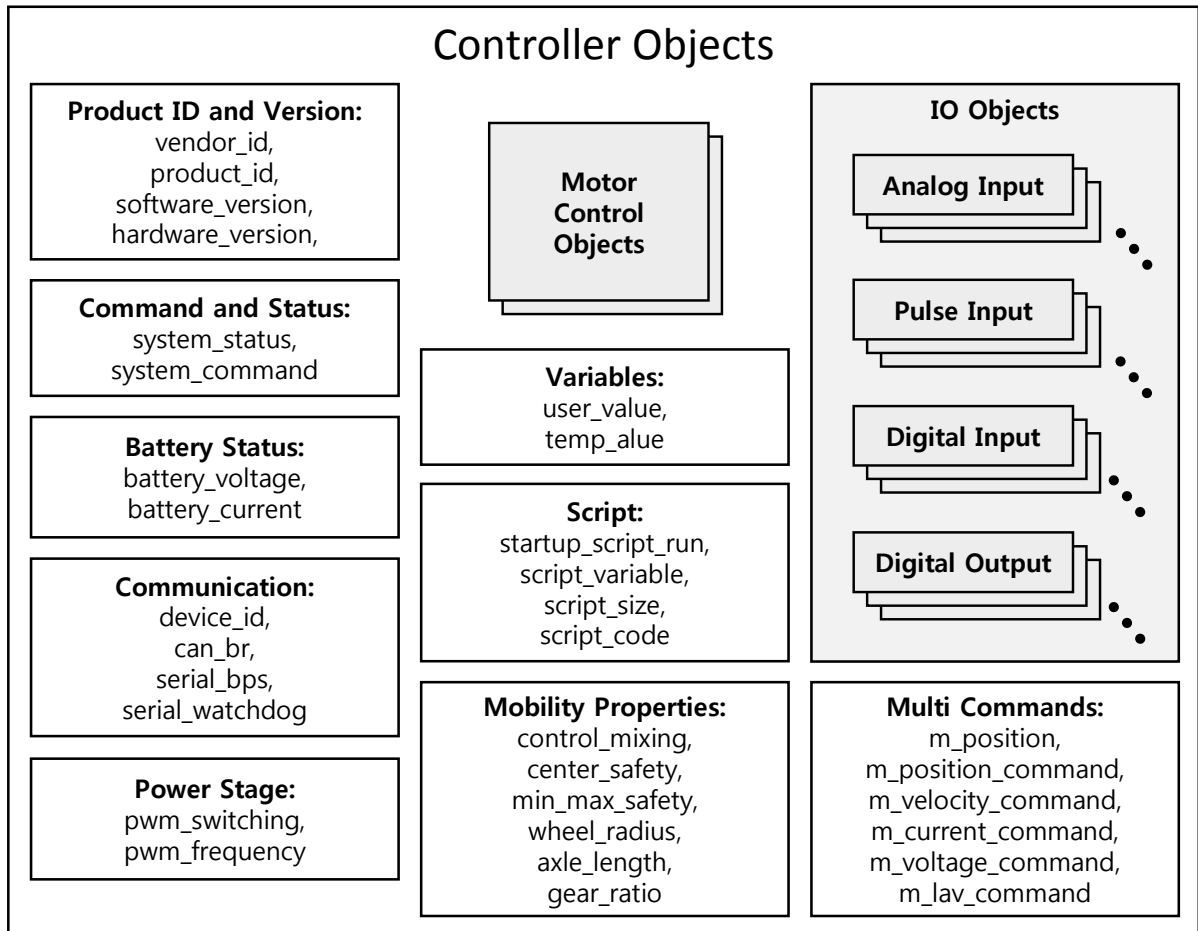 Controller Objects
Product ID and Version:
vendor_id,
product_id,
software_version,
hardware_version,
Command and Status:
system_status,
system_command
Battery Status:
battery_voltage,
battery_current
Communication:
device_id,
can_br,
serial_bps,
serial_watchdog
Power Stage:
pwm_switching,
pwm_frequency
Motor
Control
Objects
Variables:
user_value,
temp_alue
Script:
startup_script_run,
script_variable,
script_size,
script_code
Mobility Properties:
control_mixing,
center_safety,
min_max_safety,
wheel_radius,
axle_length,
gear_ratio
IO Objects
Analog Input
Pulse Input
Digital Input
Digital Output
Multi Commands:
m_position,
m_position_command,
m_velocity_command,
m_current_command,
m_voltage_command,
m_lav_command